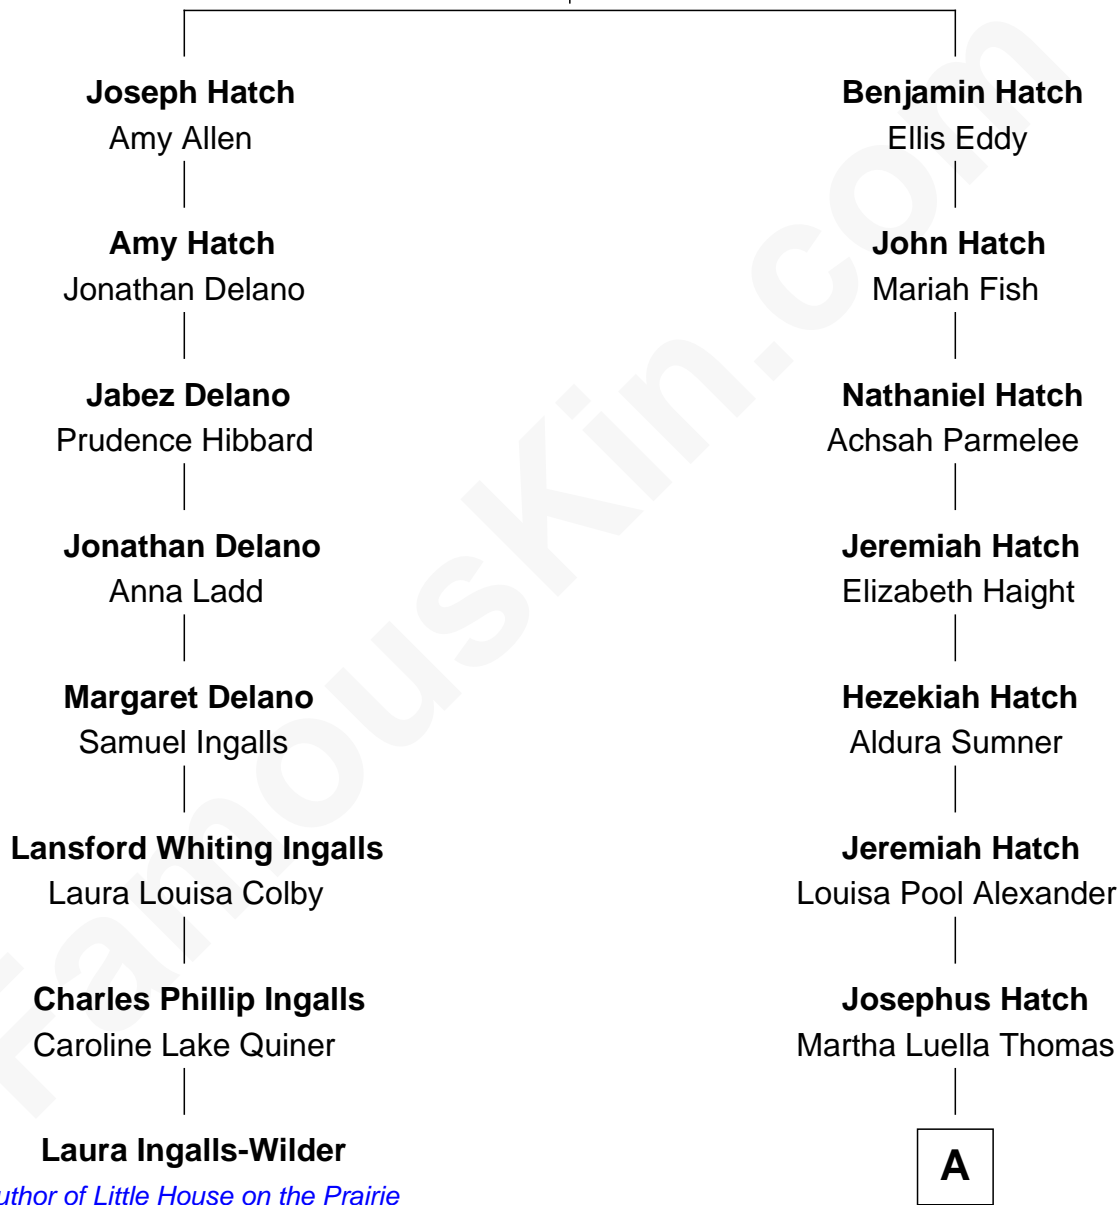 Joseph Hatch
Amy Allen
Benjamin Hatch
Ellis Eddy
Amy Hatch
Jonathan Delano
John Hatch
Mariah Fish
Jabez Delano
Prudence Hibbard
Nathaniel Hatch
Achsah Parmelee
Jonathan Delano
Anna Ladd
Jeremiah Hatch
Elizabeth Haight
Margaret Delano
Samuel Ingalls
Hezekiah Hatch
Aldura Sumner
Lansford Whiting Ingalls
Laura Louisa Colby
Jeremiah Hatch
Louisa Pool Alexander
Charles Phillip Ingalls
Caroline Lake Quiner
Josephus Hatch
Martha Luella Thomas
Laura Ingalls-Wilder
uthor of Little House on the Prairie
A
FamousKin.com